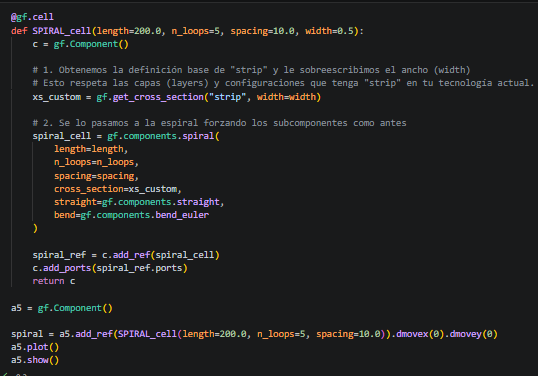 @gf.cell
def SPIRAL_cell(length=200.0, n_loops=5, spacing=10.0, width=0.5):
    c = gf.Component()

    # 1. Obtenemos la definición base de "strip" y le sobreescribimos el ancho (width)
    # Esto respeta las capas (layers) y configuraciones que tenga "strip" en tu tecnología actual.
    xs_custom = gf.get_cross_section("strip", width=width)

    # 2. Se lo pasamos a la espiral forzando los subcomponentes como antes
    spiral_cell = gf.components.spiral(
        length=length,
        n_loops=n_loops,
        spacing=spacing,
        cross_section=xs_custom,
        straight=gf.components.straight,
        bend=gf.components.bend_euler
    )

    spiral_ref = c.add_ref(spiral_cell)
    c.add_ports(spiral_ref.ports)
    return c

a5 = gf.Component()

spiral = a5.add_ref(SPIRAL_cell(length=200.0, n_loops=5, spacing=10.0)).dmovex(0).dmovey(0)
a5.plot()
a5.show()